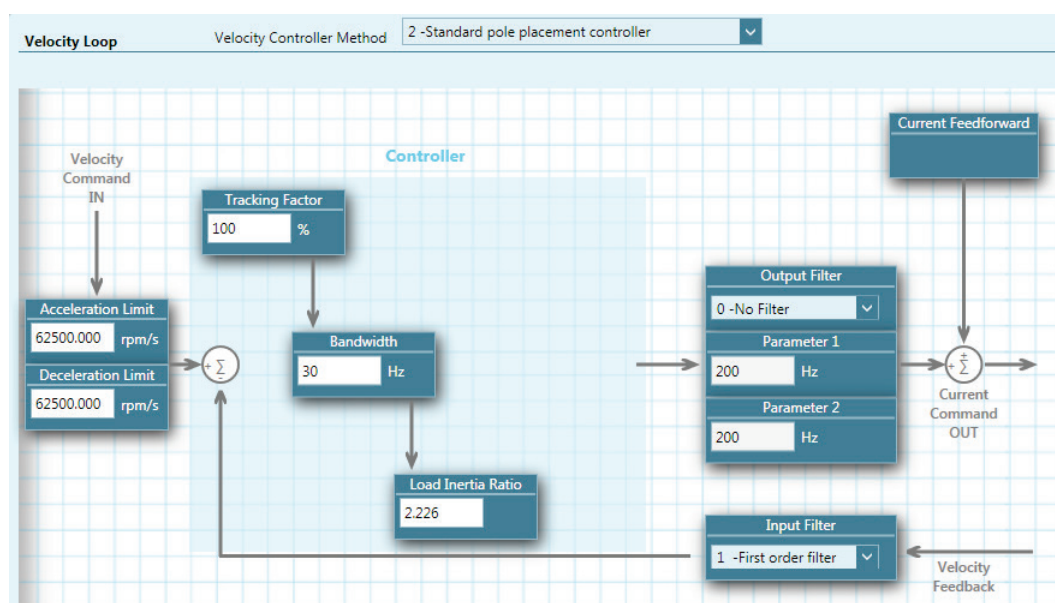 Velocity Loop
Velocity Controller Method
2 -Standard pole placement controller
Current Feedforward
Velocity
Command
IN
Controller
Tracking Factor
100 %
Output Filter
0 -No Filter
Acceleration Limit
62500.000 rpm/s
Bandwidth
30 Hz
Parameter 1
200 Hz
+ Σ
-
±
+ Σ
Deceleration Limit
62500.000 rpm/s
Parameter 2
200 Hz
Current
Command
OUT
Load Inertia Ratio
2.226
Input Filter
1 -First order filter
Velocity
Feedback